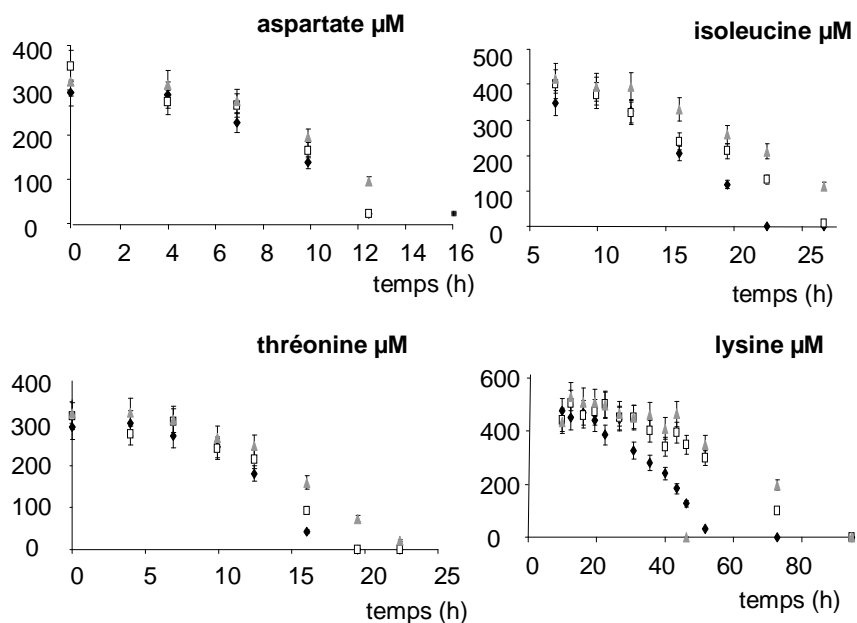 aspartate µM
400
300
200
100
0
0 2 4 6 8 10 12 14 16
temps (h)
isoleucine µM
500
400
300
200
100
0
5 10 15 20 25
temps (h)
thréonine µM
400
300
200
100
0
0 5 10 15 20 25
temps (h)
lysine µM
600
400
200
0
0 20 40 60 80
temps (h)